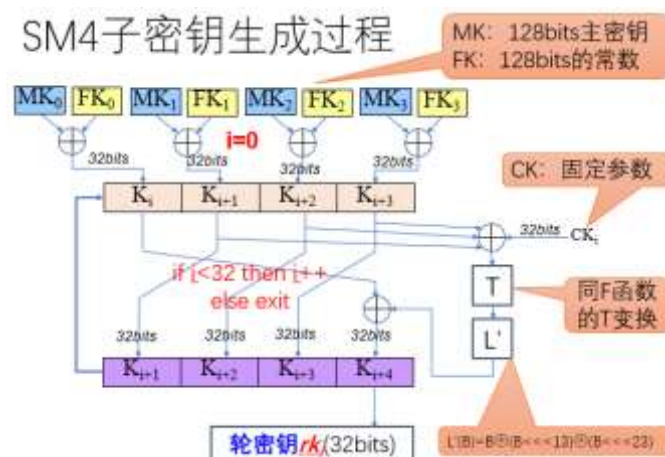 SM4子密钥生成过程
MK：128bits主密钥
FK：128bits的常数
MK₀ FK₀ MK₁ FK₁ MK₂ FK₂ MK₃ FK₃
i=0
32bits 32bits 32bits 32bits
Kᵢ Kᵢ₊₁ Kᵢ₊₂ Kᵢ₊₃
CK：固定参数
32bits CKᵢ
if i<32 then i++
else exit
T
同F函数
的T变换
L'
32bits 32bits 32bits 32bits
Kᵢ₊₁ Kᵢ₊₂ Kᵢ₊₃ Kᵢ₊₄
轮密钥rkᵢ(32bits)
L'(B)=B⊕(B<<<13)⊕(B<<<23)